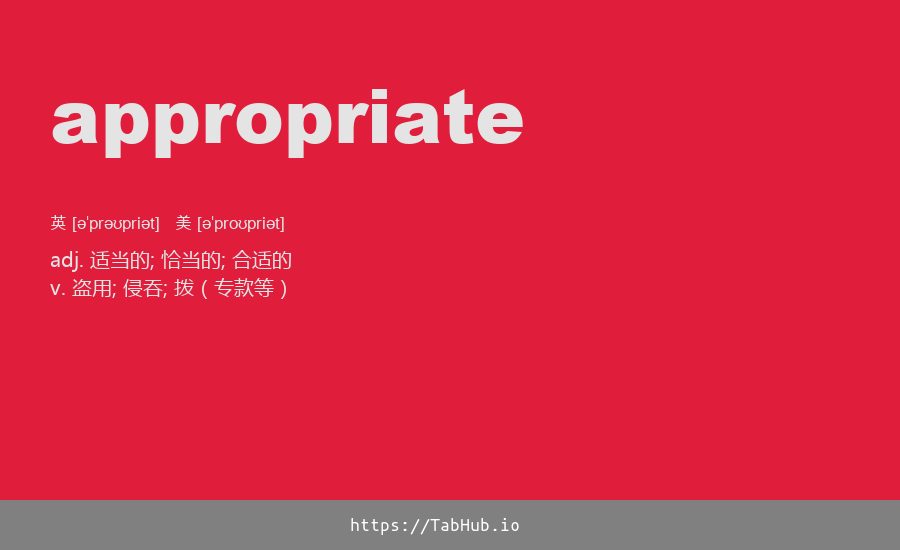 appropriate
英 [əˈprəʊpriət] 美 [əˈproʊpriət]
adj. 适当的; 恰当的; 合适的
v. 盗用; 侵吞; 拨（专款等）
https://TabHub.io